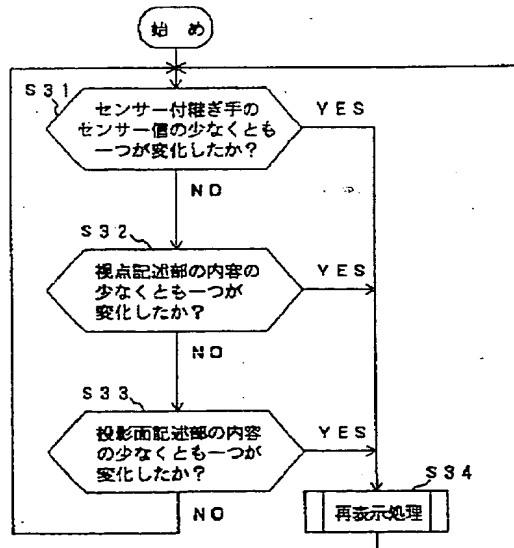 始め
S31
センサー付継ぎ手の
センサー信の少なくとも
一つが変化したか?
YES
NO
S32
視点記述部の内容の
少なくとも一つが
変化したか?
YES
NO
S33
投影面記述部の内容
の少なくとも一つが
変化したか?
YES
NO
S34
再表示処理